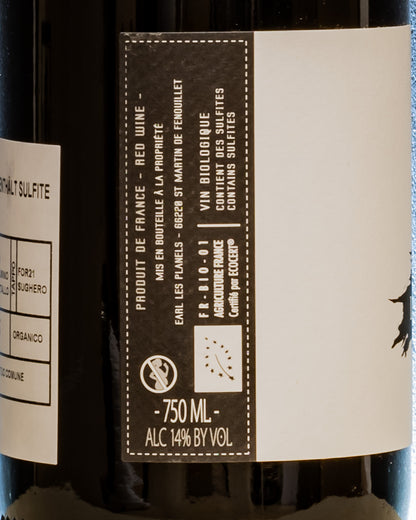 ENTHÄLT SULFITE
FOR21
SUGHERO
ORGANICO
COMUNE
PRODUIT DE FRANCE - RED WINE -
MIS EN BOUTEILLE À LA PROPRIÉTÉ
EARL LES PLANELS - 66220 ST MARTIN DE FENOUILLET
VIN BIOLOGIQUE
CONTIENT DES SULFITES
CONTAINS SULFITES
FR-BIO-01
AGRICULTURE FRANCE
Certifié par ECOCERT®
- 750 ML -
ALC 14% BY VOL